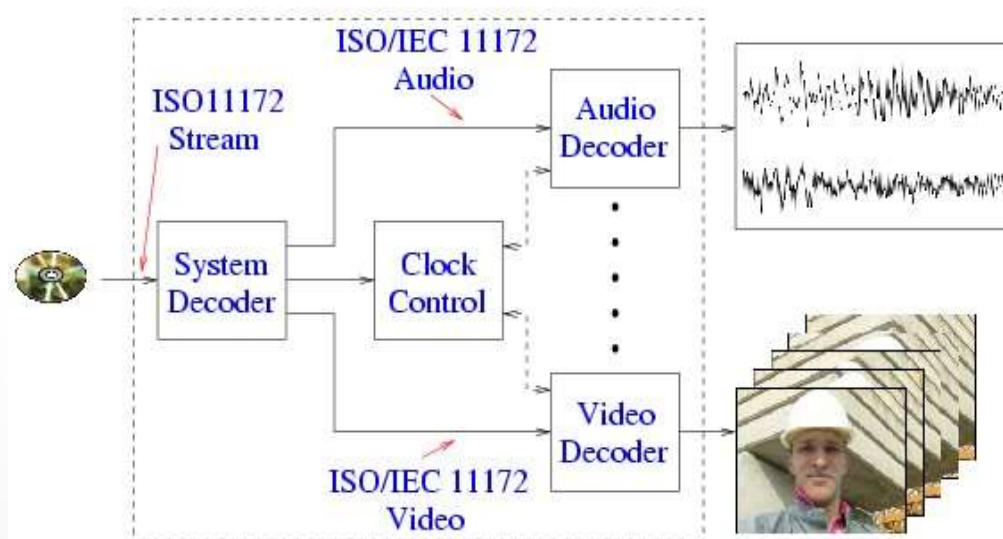 ISO/IEC 11172
Audio
ISO11172
Stream
Audio
Decoder
System
Decoder
Clock
Control
Video
Decoder
ISO/IEC 11172
Video